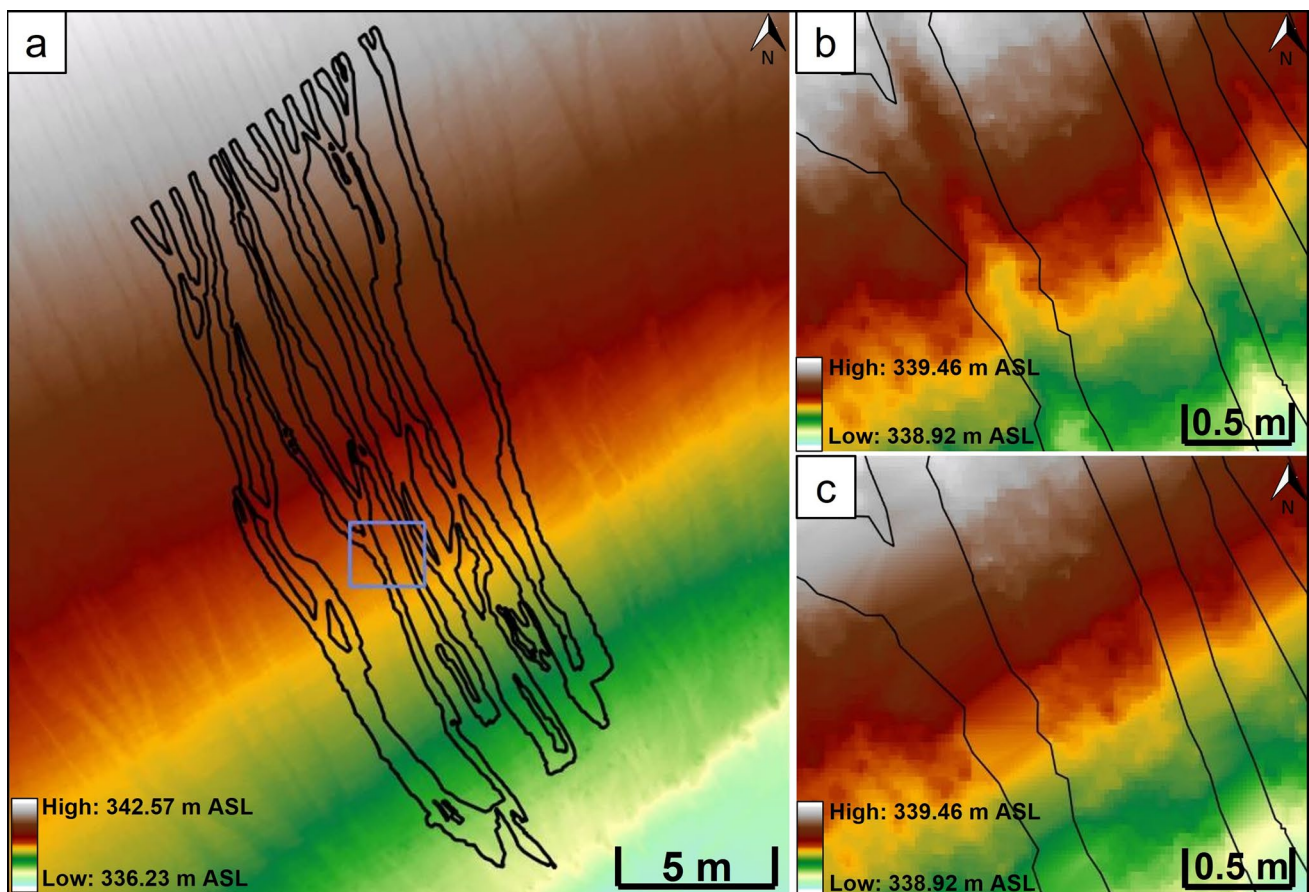 a
N
High: 342.57 m ASL
Low: 336.23 m ASL
5 m
b
N
High: 339.46 m ASL
Low: 338.92 m ASL
0.5 m
c
N
High: 339.46 m ASL
Low: 338.92 m ASL
0.5 m